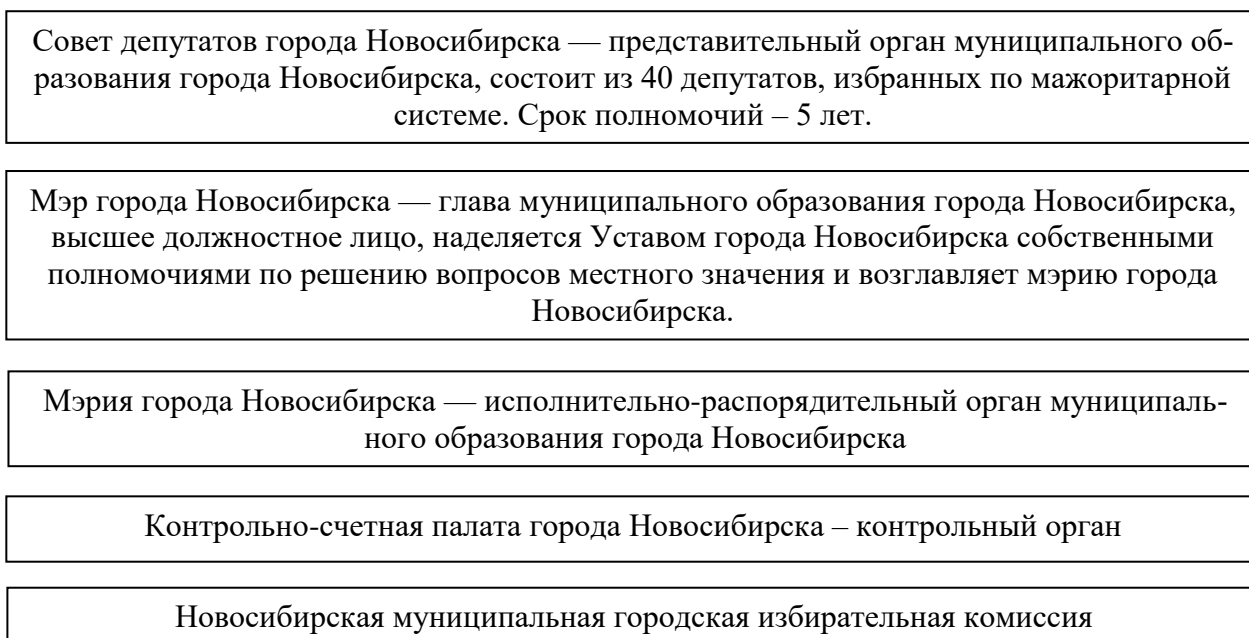 Совет депутатов города Новосибирска — представительный орган муниципального об-
разования города Новосибирска, состоит из 40 депутатов, избранных по мажоритарной
системе. Срок полномочий – 5 лет.
Мэр города Новосибирска — глава муниципального образования города Новосибирска,
высшее должностное лицо, наделяется Уставом города Новосибирска собственными
полномочиями по решению вопросов местного значения и возглавляет мэрию города
Новосибирска.
Мэрия города Новосибирска — исполнительно-распорядительный орган муниципаль-
ного образования города Новосибирска
Контрольно-счетная палата города Новосибирска – контрольный орган
Новосибирская муниципальная городская избирательная комиссия